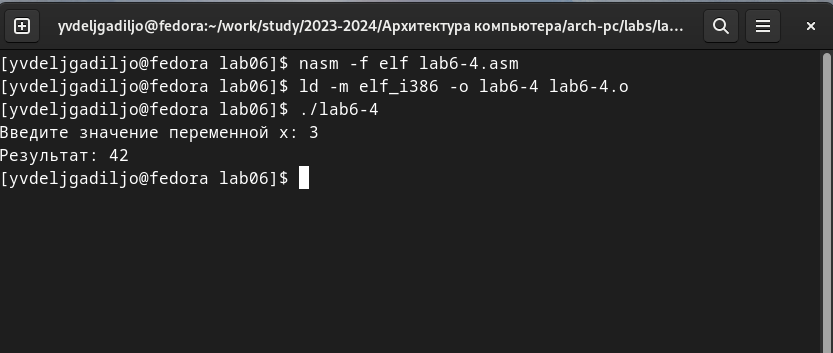 yvdeljgadiljo@fedora:~/work/study/2023-2024/Архитектура компьютера/arch-pc/labs/la...
[yvdeljgadiljo@fedora lab06]$ nasm -f elf lab6-4.asm
[yvdeljgadiljo@fedora lab06]$ ld -m elf_i386 -o lab6-4 lab6-4.o
[yvdeljgadiljo@fedora lab06]$ ./lab6-4
Введите значение переменной x: 3
Результат: 42
[yvdeljgadiljo@fedora lab06]$